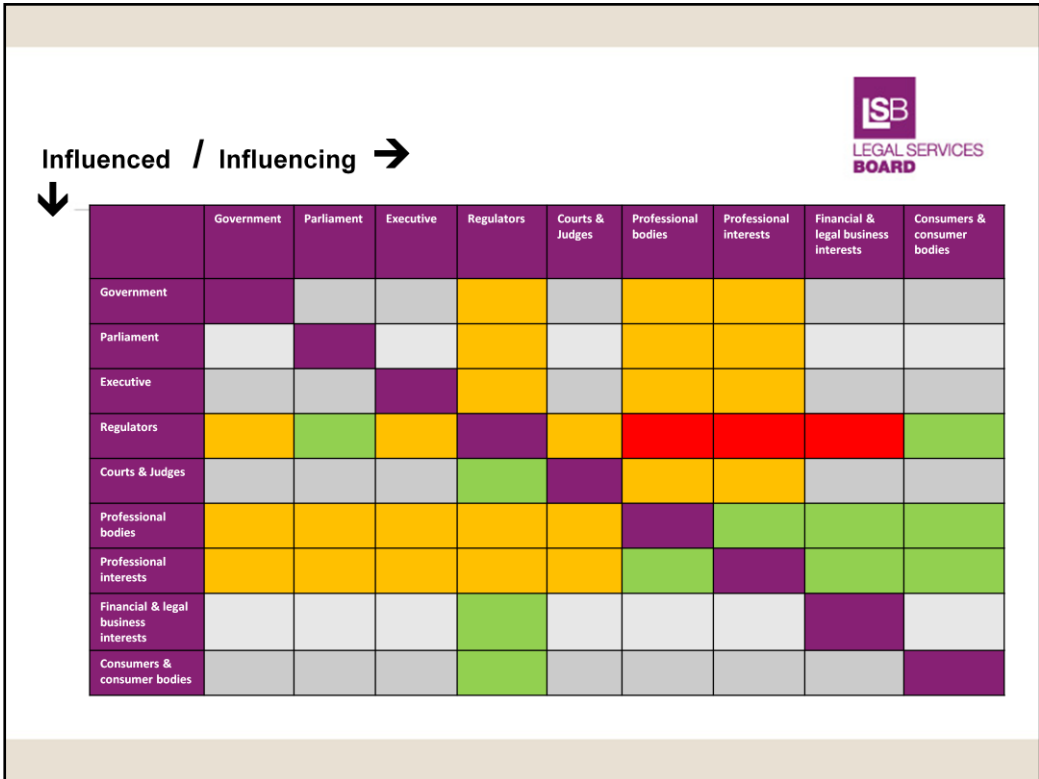 LSB
LEGAL SERVICES
BOARD
Influenced / Influencing →
↓
Government Parliament Executive Regulators Courts & Judges Professional bodies Professional interests Financial & legal business interests Consumers & consumer bodies
Government
Parliament
Executive
Regulators
Courts & Judges
Professional
bodies
Professional
interests
Financial & legal
business
interests
Consumers &
consumer bodies